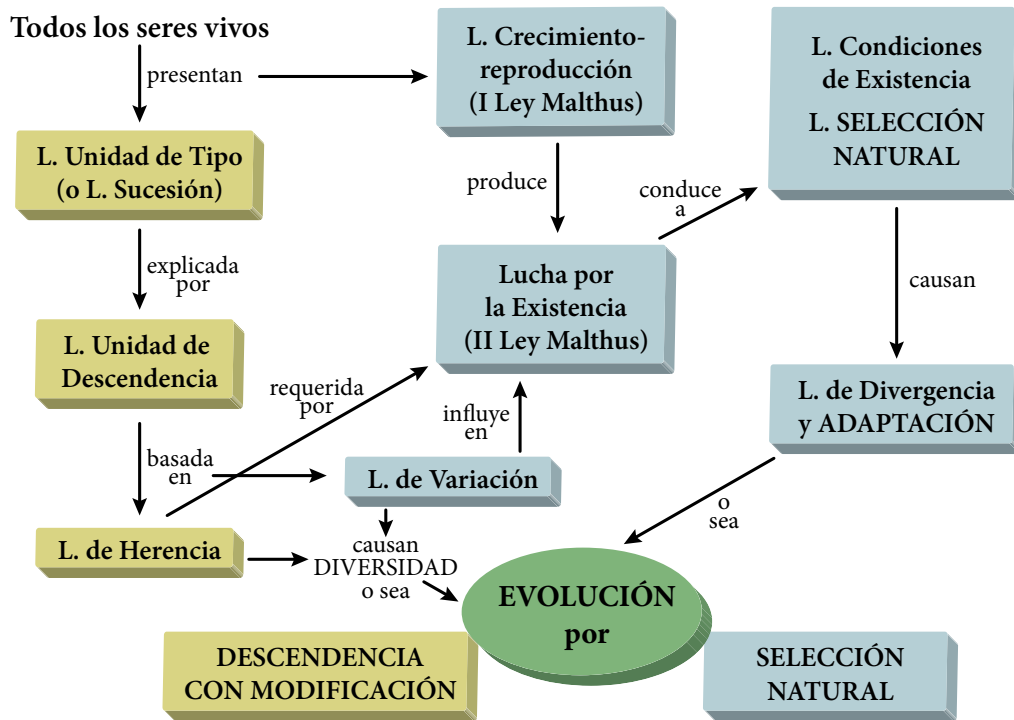 Todos los seres vivos
presentan
L. Crecimiento-
reproducción
(I Ley Malthus)
L. Condiciones
de Existencia
L. SELECCIÓN
NATURAL
L. Unidad de Tipo
(o L. Sucesión)
produce
conduce
a
explicada
por
Lucha por
la Existencia
(II Ley Malthus)
causan
L. Unidad de
Descendencia
requerida
por
influye
en
L. de Divergencia
y ADAPTACIÓN
basada
en
L. de Variación
o
sea
L. de Herencia
causan
DIVERSIDAD
o sea
EVOLUCIÓN
por
DESCENDENCIA
CON MODIFICACIÓN
SELECCIÓN
NATURAL